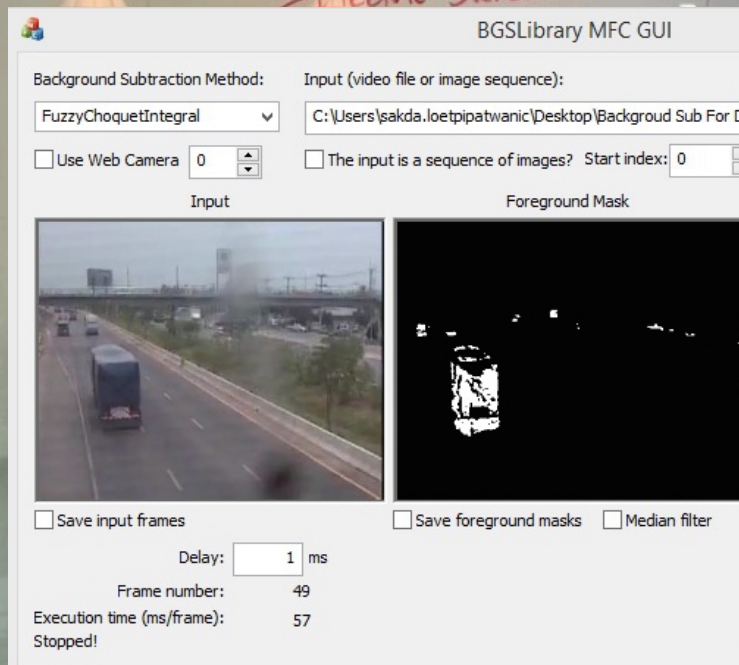 BGSLibrary MFC GUI
Background Subtraction Method:
Input (video file or image sequence):
FuzzyChoquetIntegral
C:\Users\sakda.loetpipatwanic\Desktop\Backgroud Sub For
Use Web Camera 0
The input is a sequence of images? Start index: 0
Input
Foreground Mask
Save input frames
Save foreground masks
Median filter
Delay: 1 ms
Frame number: 49
Execution time (ms/frame): 57
Stopped!